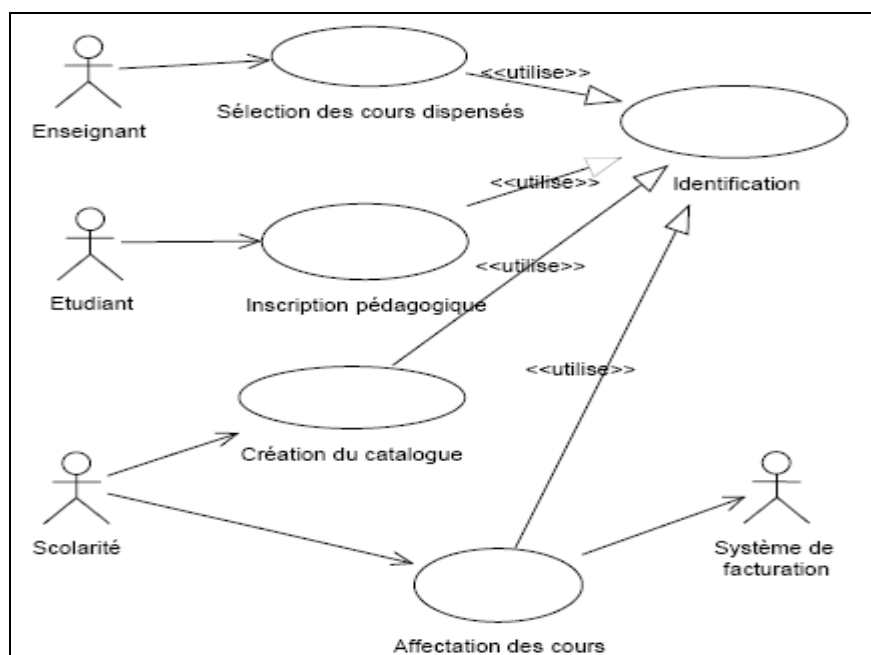 <<utilise>>
Sélection des cours dispensés
Enseignant
<<utilise>>
Identification
Etudiant
Inscription pédagogique
<<utilise>>
<<utilise>>
Création du catalogue
Scolarité
Système de
facturation
Affectation des cours